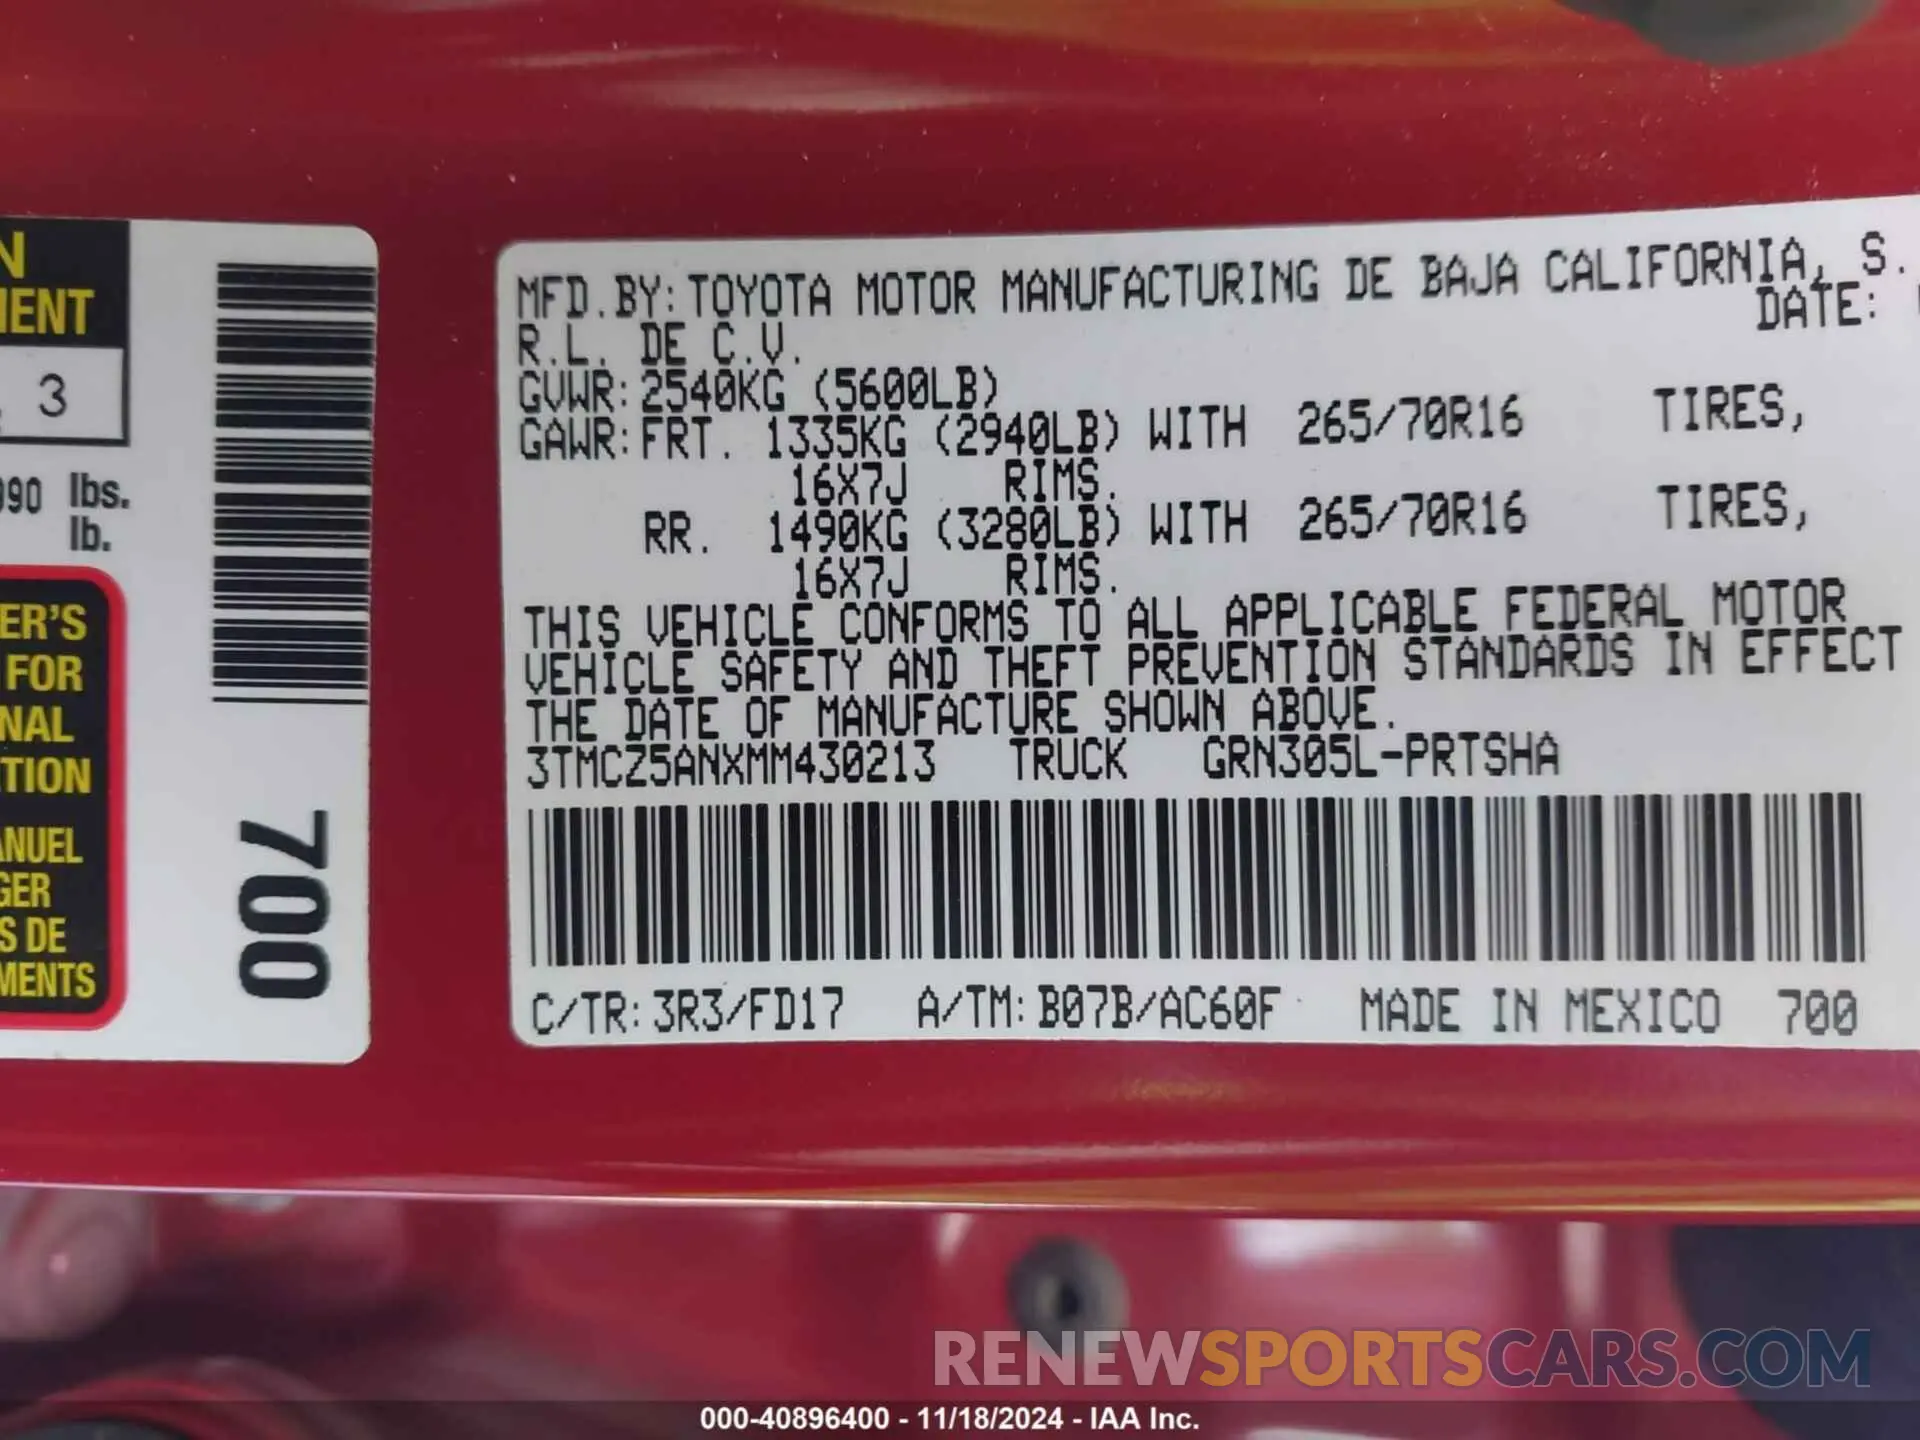 N
MENT
3
990 lbs.
lb.
ER'S
FOR
NAL
TION
ANUEL
GER
S DE
MENTS
700
MFD.BY: TOYOTA MOTOR MANUFACTURING DE BAJA CALIFORNIA, S.
R.L. DE C.V. DATE:
GVWR: 2540KG (5600LB)
GAWR: FRT. 1335KG (2940LB) WITH 265/70R16 TIRES,
16X7J RIMS.
RR. 1490KG (3280LB) WITH 265/70R16 TIRES,
16X7J RIMS.
THIS VEHICLE CONFORMS TO ALL APPLICABLE FEDERAL MOTOR
VEHICLE SAFETY AND THEFT PREVENTION STANDARDS IN EFFECT
THE DATE OF MANUFACTURE SHOWN ABOVE.
3TMCZ5ANXMM430213 TRUCK GRN305L-PRTSHA
C/TR: 3R3/FD17 A/TM: B07B/AC60F MADE IN MEXICO 700
RENEWSPORTSCARS.COM
000-40896400 - 11/18/2024 - IAA Inc.